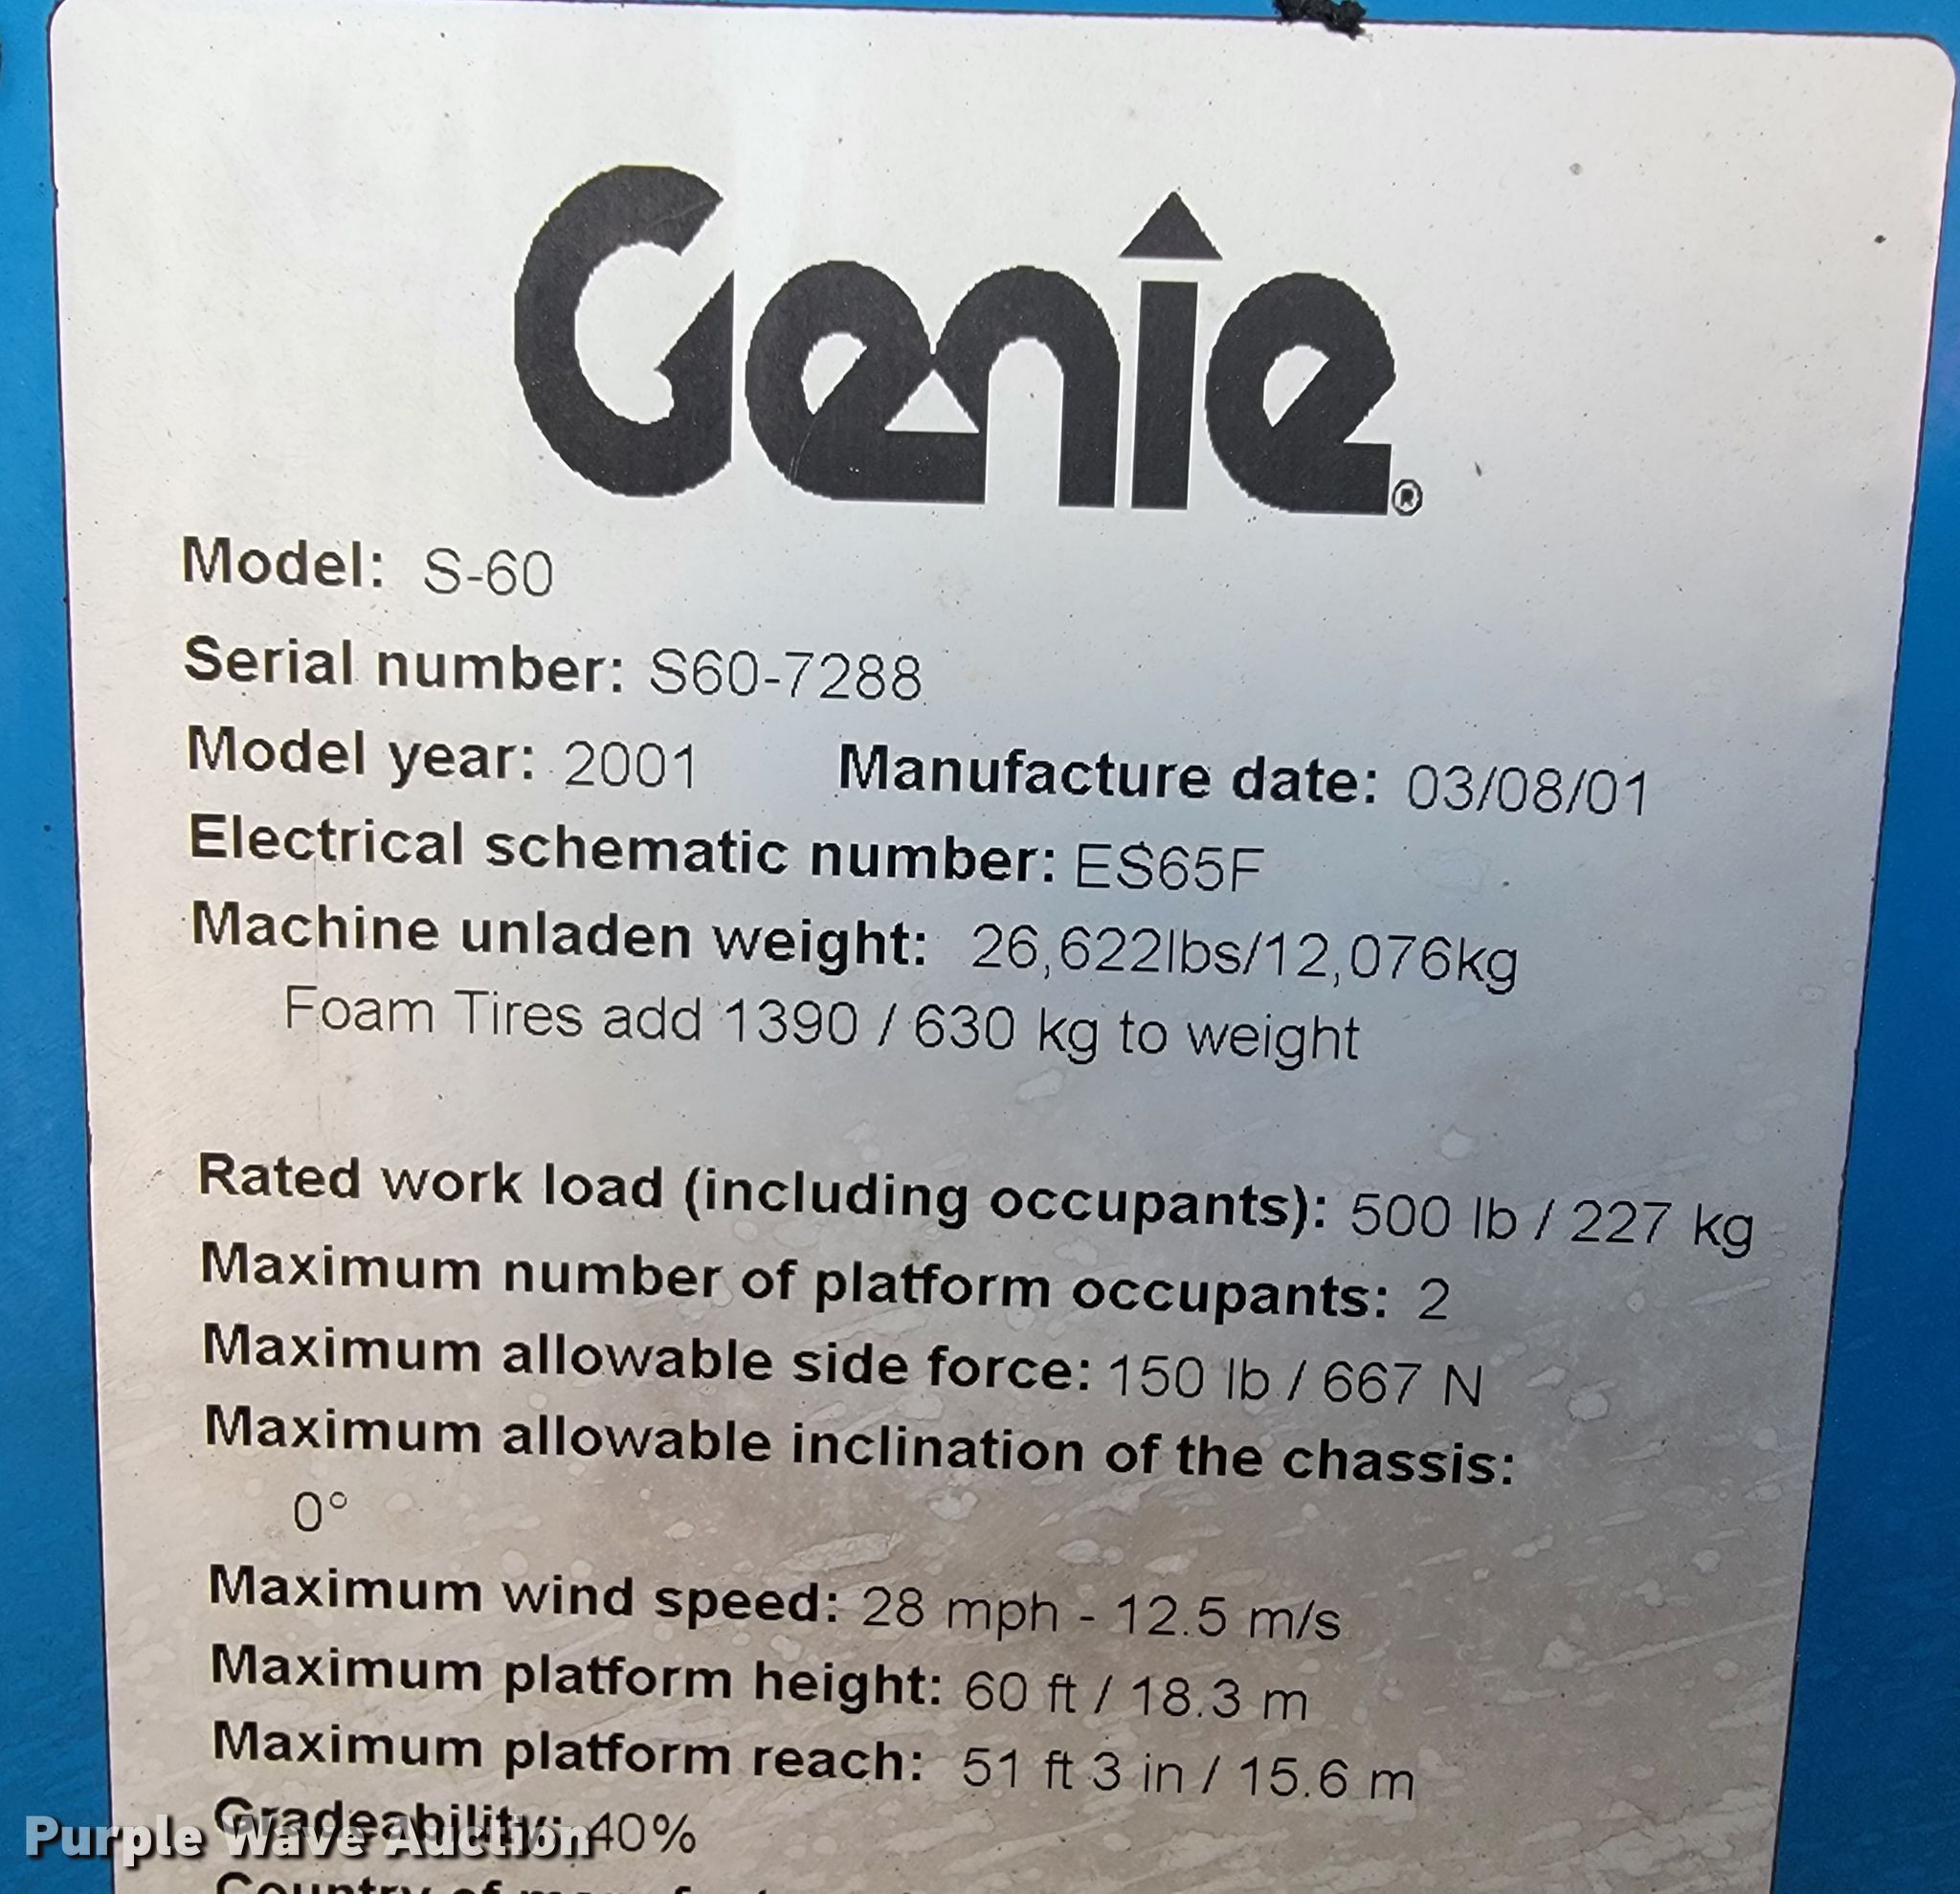 Genie®
Model: S-60
Serial number: S60-7288
Model year: 2001 Manufacture date: 03/08/01
Electrical schematic number: ES65F
Machine unladen weight: 26,622lbs/12,076kg
Foam Tires add 1390 / 630 kg to weight
Rated work load (including occupants): 500 lb / 227 kg
Maximum number of platform occupants: 2
Maximum allowable side force: 150 lb / 667 N
Maximum allowable inclination of the chassis:
0°
Maximum wind speed: 28 mph - 12.5 m/s
Maximum platform height: 60 ft / 18.3 m
Maximum platform reach: 51 ft 3 in / 15.6 m
Gradeability: 40%
Purple Wave Auction
Country of